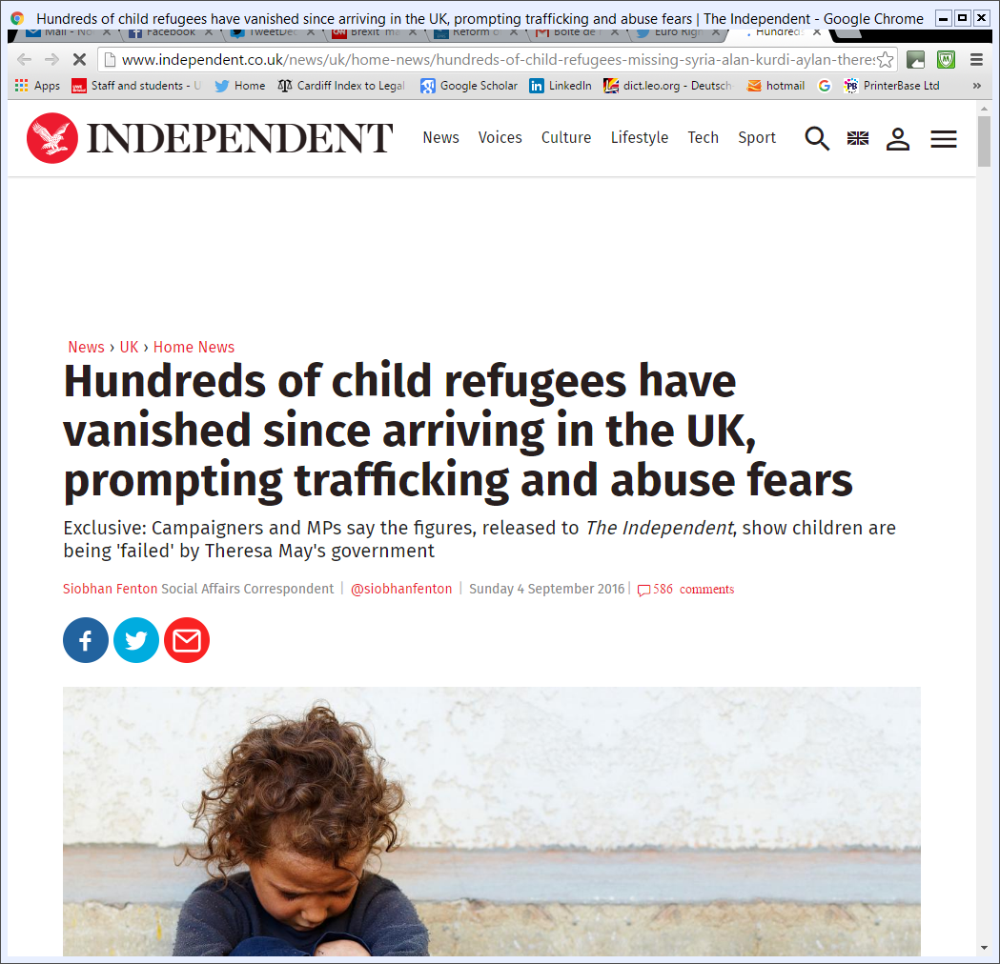 Hundreds of child refugees have vanished since arriving in the UK, prompting trafficking and abuse fears | The Independent - Google Chrome
Mail - No Facebook TweetDec Brexit Reform o Boîte de r Euro Righ Hundreds
www.independent.co.uk/news/uk/home-news/hundreds-of-child-refugees-missing-syria-alan-kurdi-aylan-there
Apps Staff and students - U Home Cardiff Index to Legal Google Scholar LinkedIn dict.leo.org - Deutsch- hotmail PrinterBase Ltd »
INDEPENDENT News Voices Culture Lifestyle Tech Sport
News › UK › Home News
Hundreds of child refugees have
vanished since arriving in the UK,
prompting trafficking and abuse fears
Exclusive: Campaigners and MPs say the figures, released to The Independent, show children are
being 'failed' by Theresa May's government
Siobhan Fenton Social Affairs Correspondent | @siobhanfenton | Sunday 4 September 2016 | 586 comments